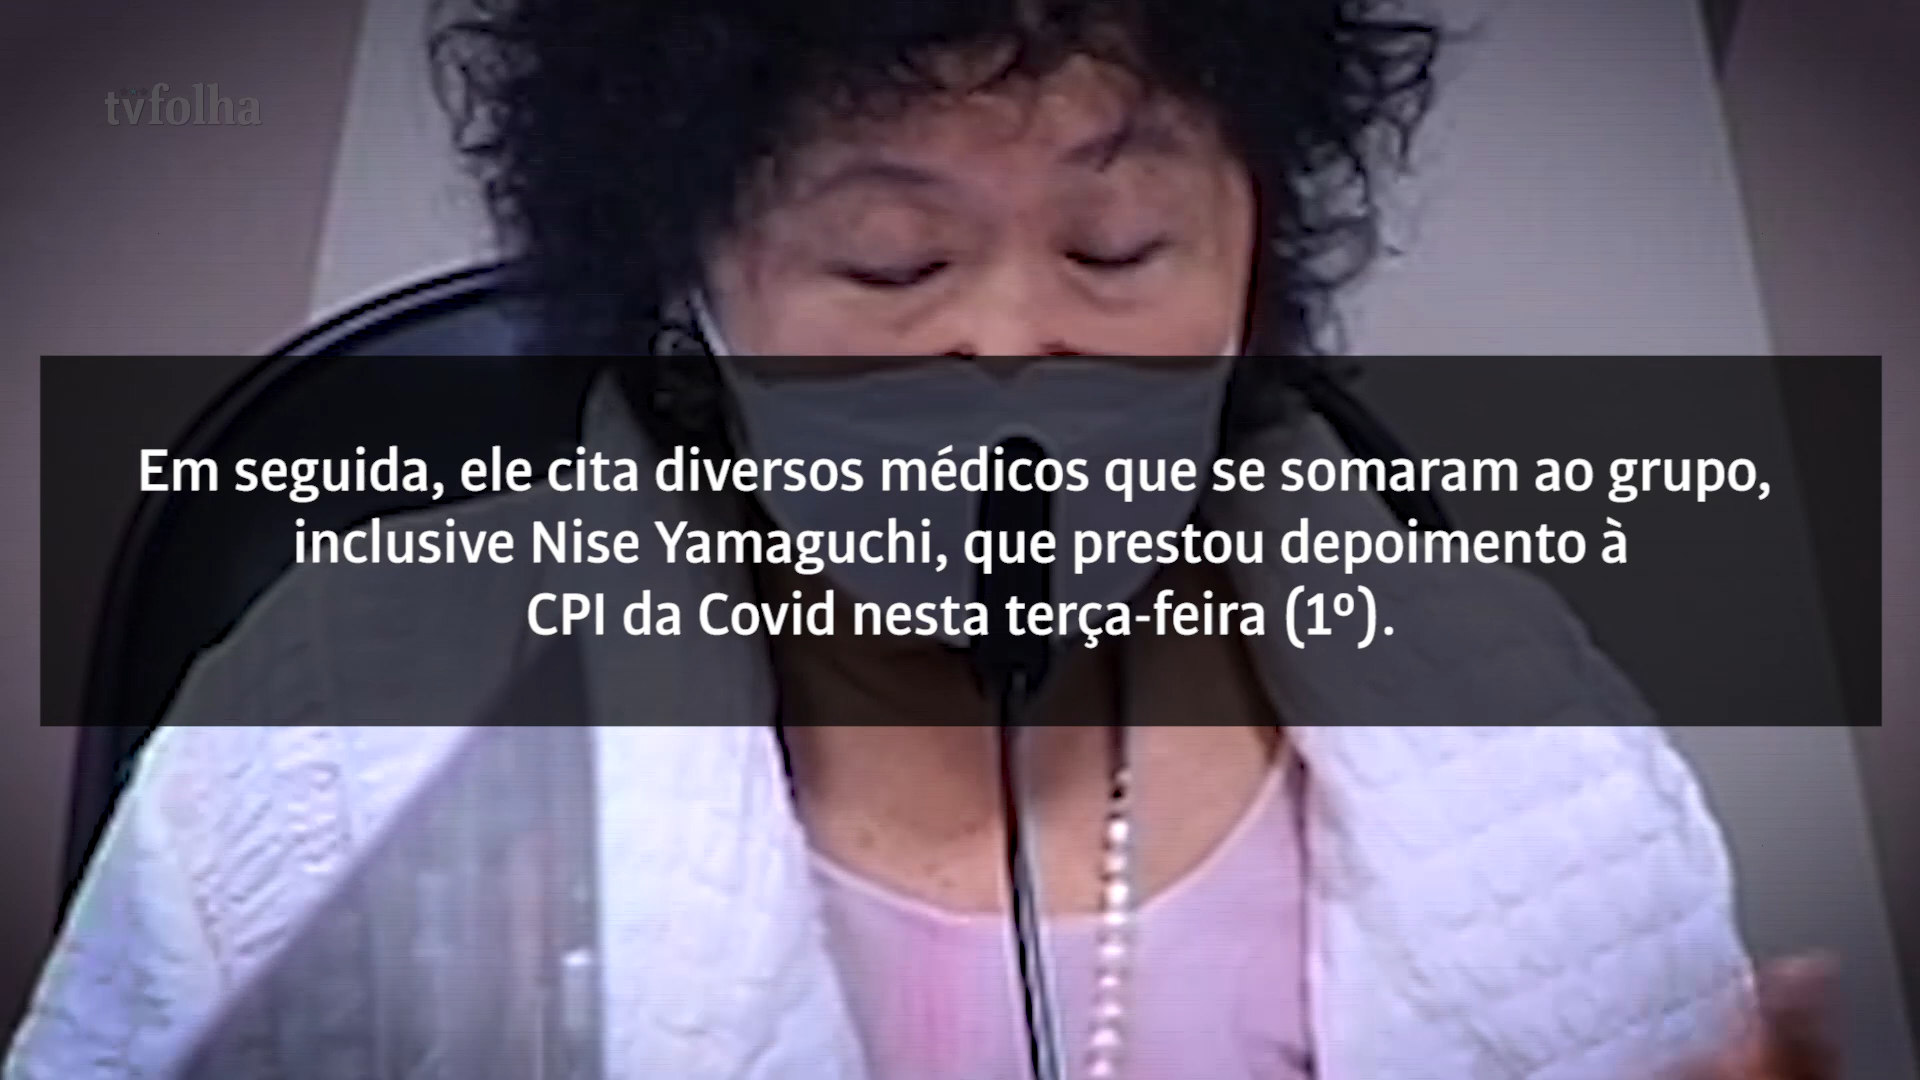 tvfolha
Em seguida, ele cita diversos médicos que se somaram ao grupo,
inclusive Nise Yamaguchi, que prestou depoimento à
CPI da Covid nesta terça-feira (1º).